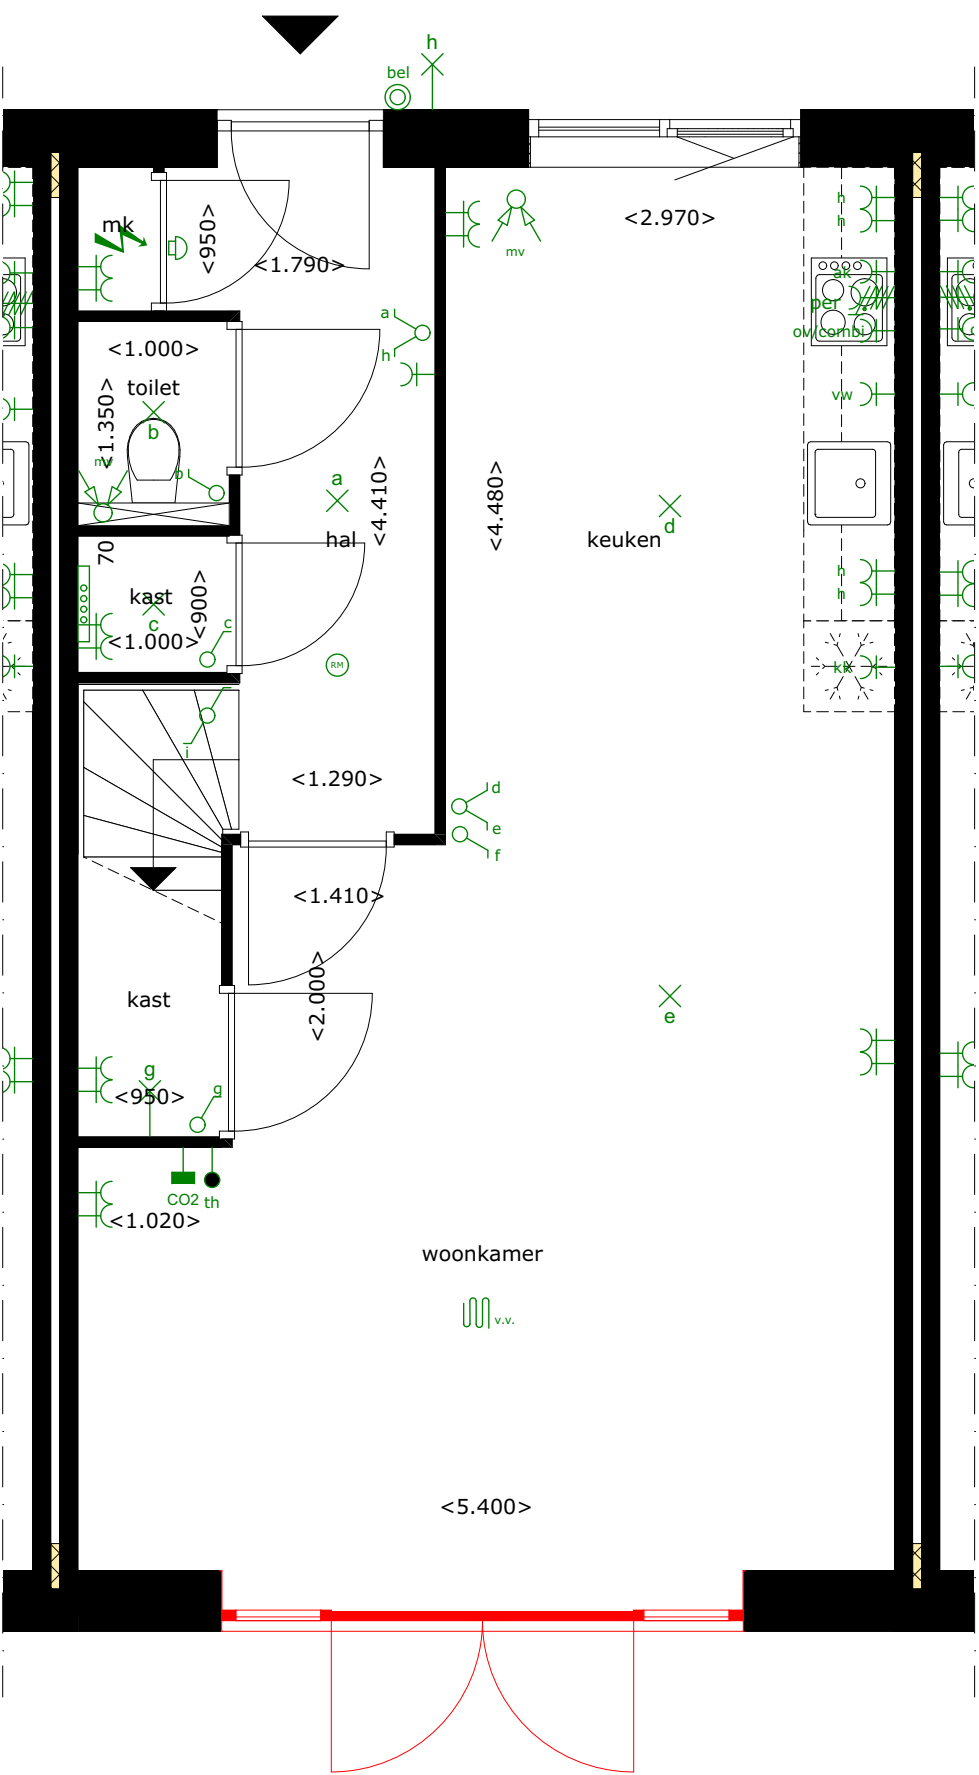 h
bel
mk
<950>
<1.790>
mv
<2.970>
h
h
a
h
ak
per
ov/combi
vw
<1.000>
toilet
<1.350>
b
mv
b
a
hal
<4.410>
<4.480>
keuken
d
70
kast
c
<900>
<1.000>
c
RM
h
h
kk
i
<1.290>
d
e
f
<1.410>
kast
<2.000>
e
g
<950>
g
CO2
th
<1.020>
woonkamer
v.v.
<5.400>